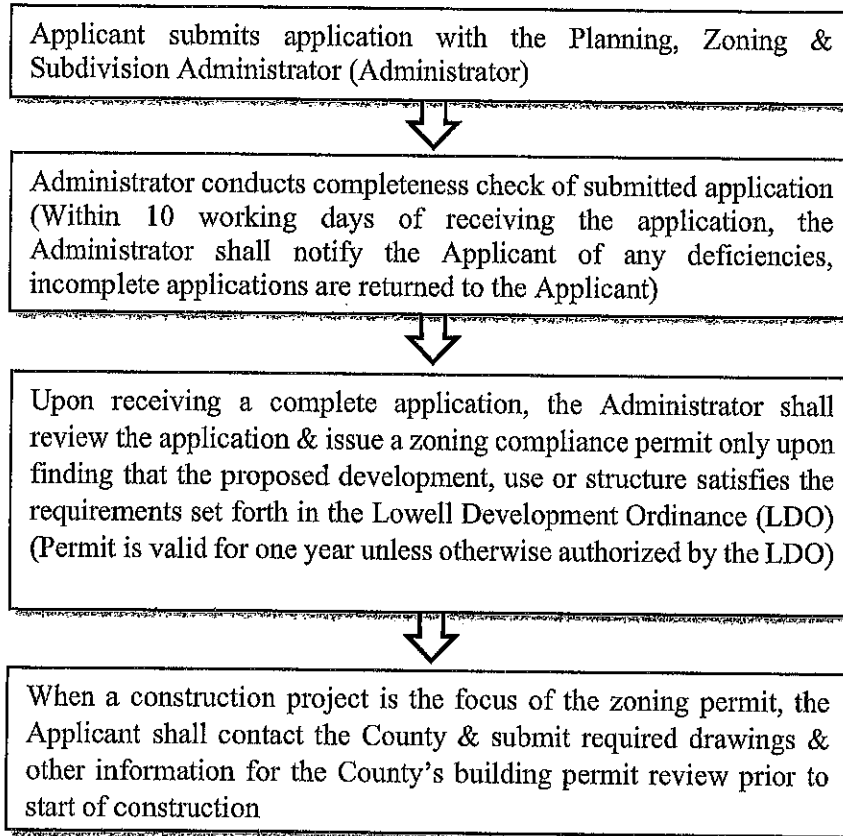 Applicant submits application with the Planning, Zoning &
Subdivision Administrator (Administrator)
Administrator conducts completeness check of submitted application
(Within 10 working days of receiving the application, the
Administrator shall notify the Applicant of any deficiencies,
incomplete applications are returned to the Applicant)
Upon receiving a complete application, the Administrator shall
review the application & issue a zoning compliance permit only upon
finding that the proposed development, use or structure satisfies the
requirements set forth in the Lowell Development Ordinance (LDO)
(Permit is valid for one year unless otherwise authorized by the LDO)
When a construction project is the focus of the zoning permit, the
Applicant shall contact the County & submit required drawings &
other information for the County's building permit review prior to
start of construction